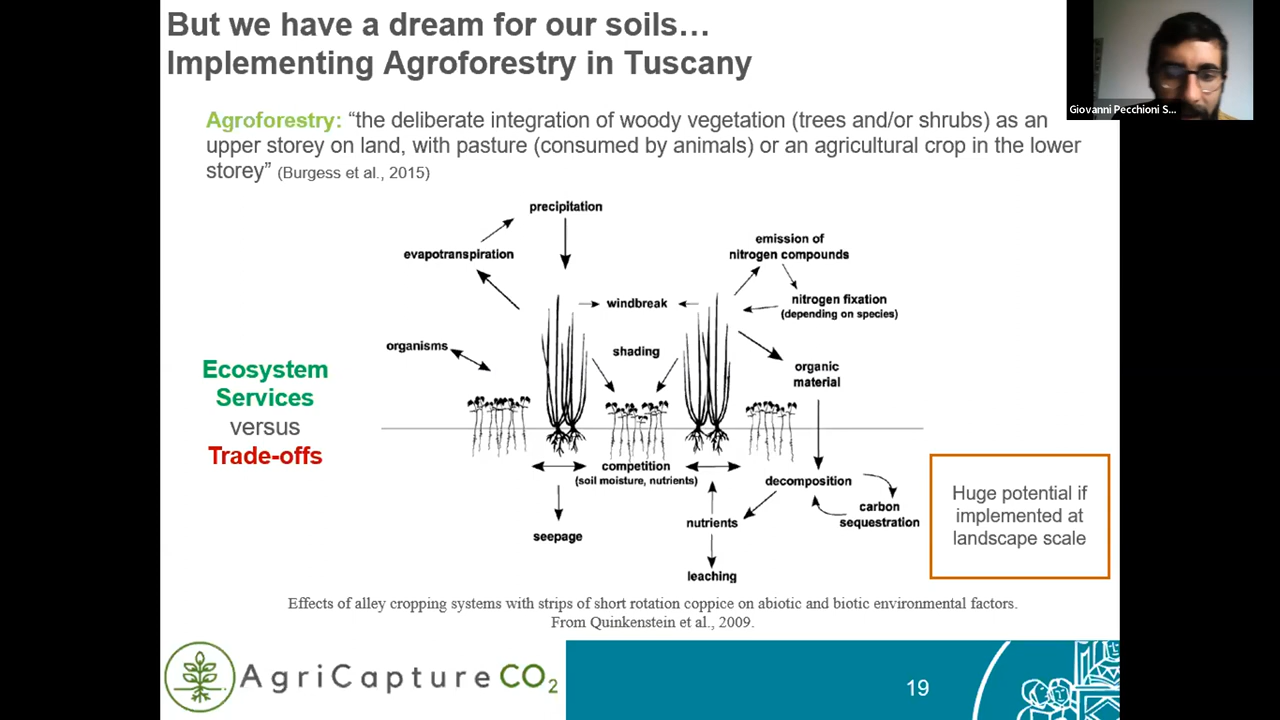 But we have a dream for our soils…
Implementing Agroforestry in Tuscany
Giovanni Pecchioni S...
Agroforestry: “the deliberate integration of woody vegetation (trees and/or shrubs) as an
upper storey on land, with pasture (consumed by animals) or an agricultural crop in the lower
storey” (Burgess et al., 2015)
precipitation
evapotranspiration
emission of
nitrogen compounds
windbreak
nitrogen fixation
(depending on species)
organisms
shading
organic
material
Ecosystem
Services
versus
Trade-offs
competition
(soil moisture, nutrients)
decomposition
carbon
sequestration
nutrients
seepage
leaching
Huge potential if
implemented at
landscape scale
Effects of alley cropping systems with strips of short rotation coppice on abiotic and biotic environmental factors.
From Quinkenstein et al., 2009.
AgriCapture CO2
19